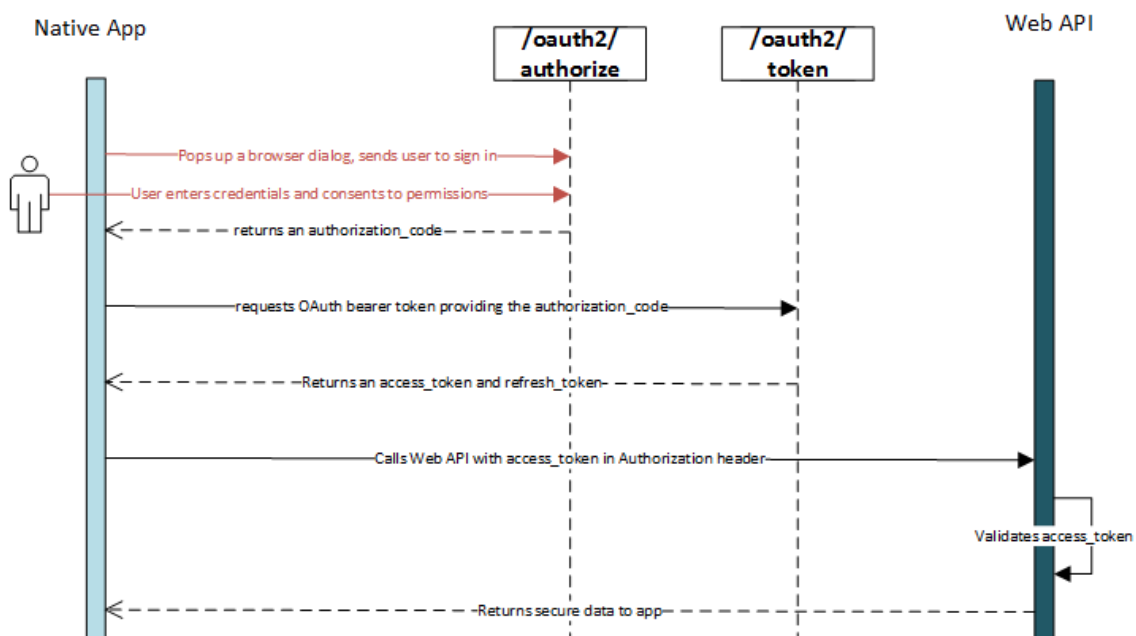 Native App
/oauth2/
authorize
/oauth2/
token
Web API
Pops up a browser dialog, sends user to sign in
User enters credentials and consents to permissions
returns an authorization_code
requests OAuth bearer token providing the authorization_code
Returns an access_token and refresh_token
Calls Web API with access_token in Authorization header
Validates access_token
Returns secure data to app